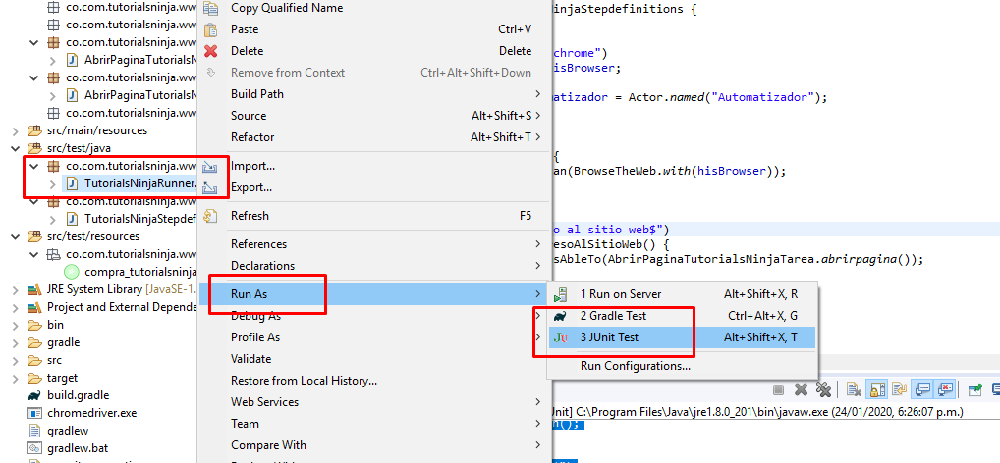 co.com.tutorialsninja.ww
co.com.tutorialsninja.ww
co.com.tutorialsninja.ww
AbrirPaginaTutorialsN
co.com.tutorialsninja.ww
AbrirPaginaTutorialsN
co.com.tutorialsninja.ww
src/main/resources
src/test/java
co.com.tutorialsninja.ww
TutorialsNinjaRunner.
co.com.tutorialsninja.ww
TutorialsNinjaStepdef
src/test/resources
co.com.tutorialsninja.ww
compra_tutorialsninja
JRE System Library [JavaSE-1.
Project and External Depende
bin
gradle
src
target
build.gradle
chromedriver.exe
gradlew
gradlew.bat
Copy Qualified Name
Paste Ctrl+V
Delete Delete
Remove from Context Ctrl+Alt+Shift+Down
Build Path
Source Alt+Shift+S
Refactor Alt+Shift+T
Import...
Export...
Refresh F5
References
Declarations
Run As
Debug As
Profile As
Validate
Restore from Local History...
Web Services
Team
Compare With
1 Run on Server Alt+Shift+X, R
2 Gradle Test Ctrl+Alt+X, G
3 JUnit Test Alt+Shift+X, T
Run Configurations...
injaStepdefinitions {
chrome")
hisBrowser;
matizador = Actor.named("Automatizador");
{
an(BrowseTheWeb.with(hisBrowser));
o al sitio web$")
esoAlSitioWeb() {
sAbleTo(AbrirPaginaTutorialsNinjaTarea.abrirpagina());
Unit] C:\Program Files\Java\jre1.8.0_201\bin\javaw.exe (24/01/2020, 6:26:07 p.m.)